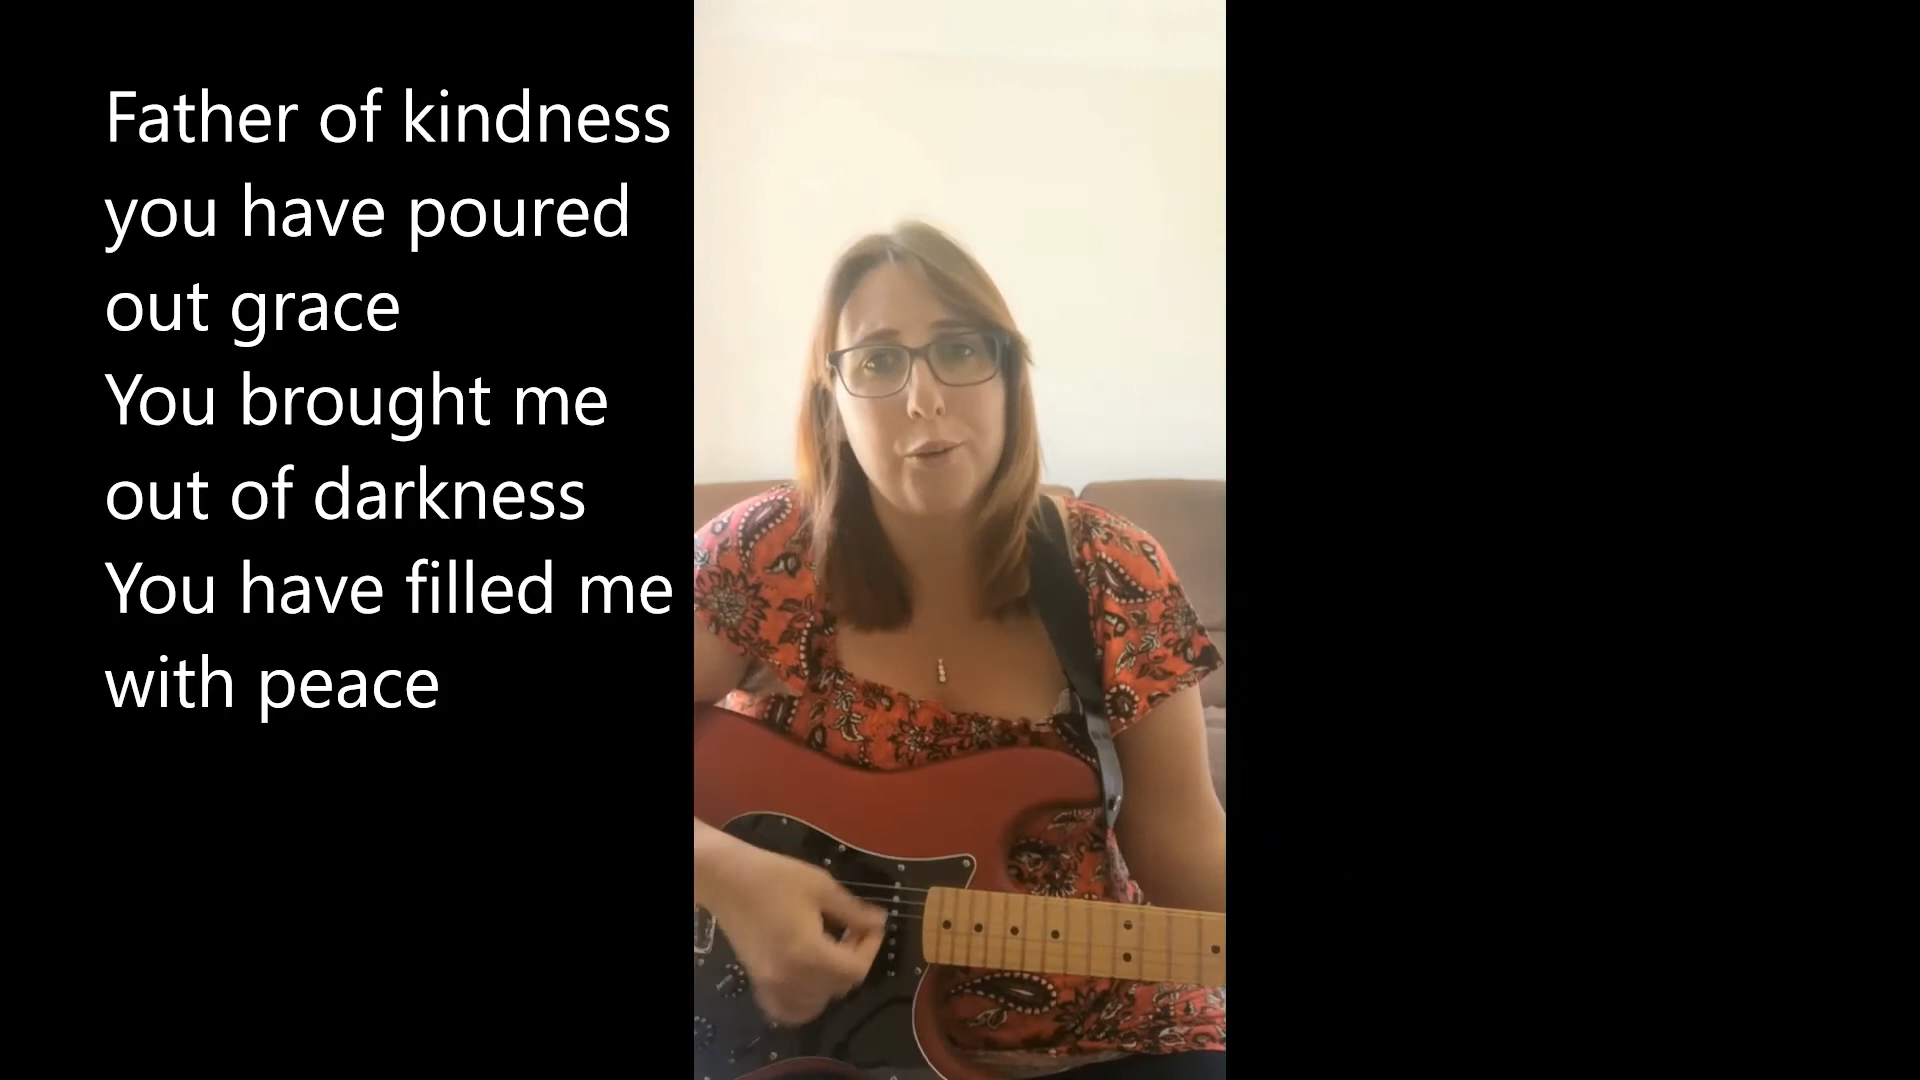 Father of kindness
you have poured
out grace
You brought me
out of darkness
You have filled me
with peace